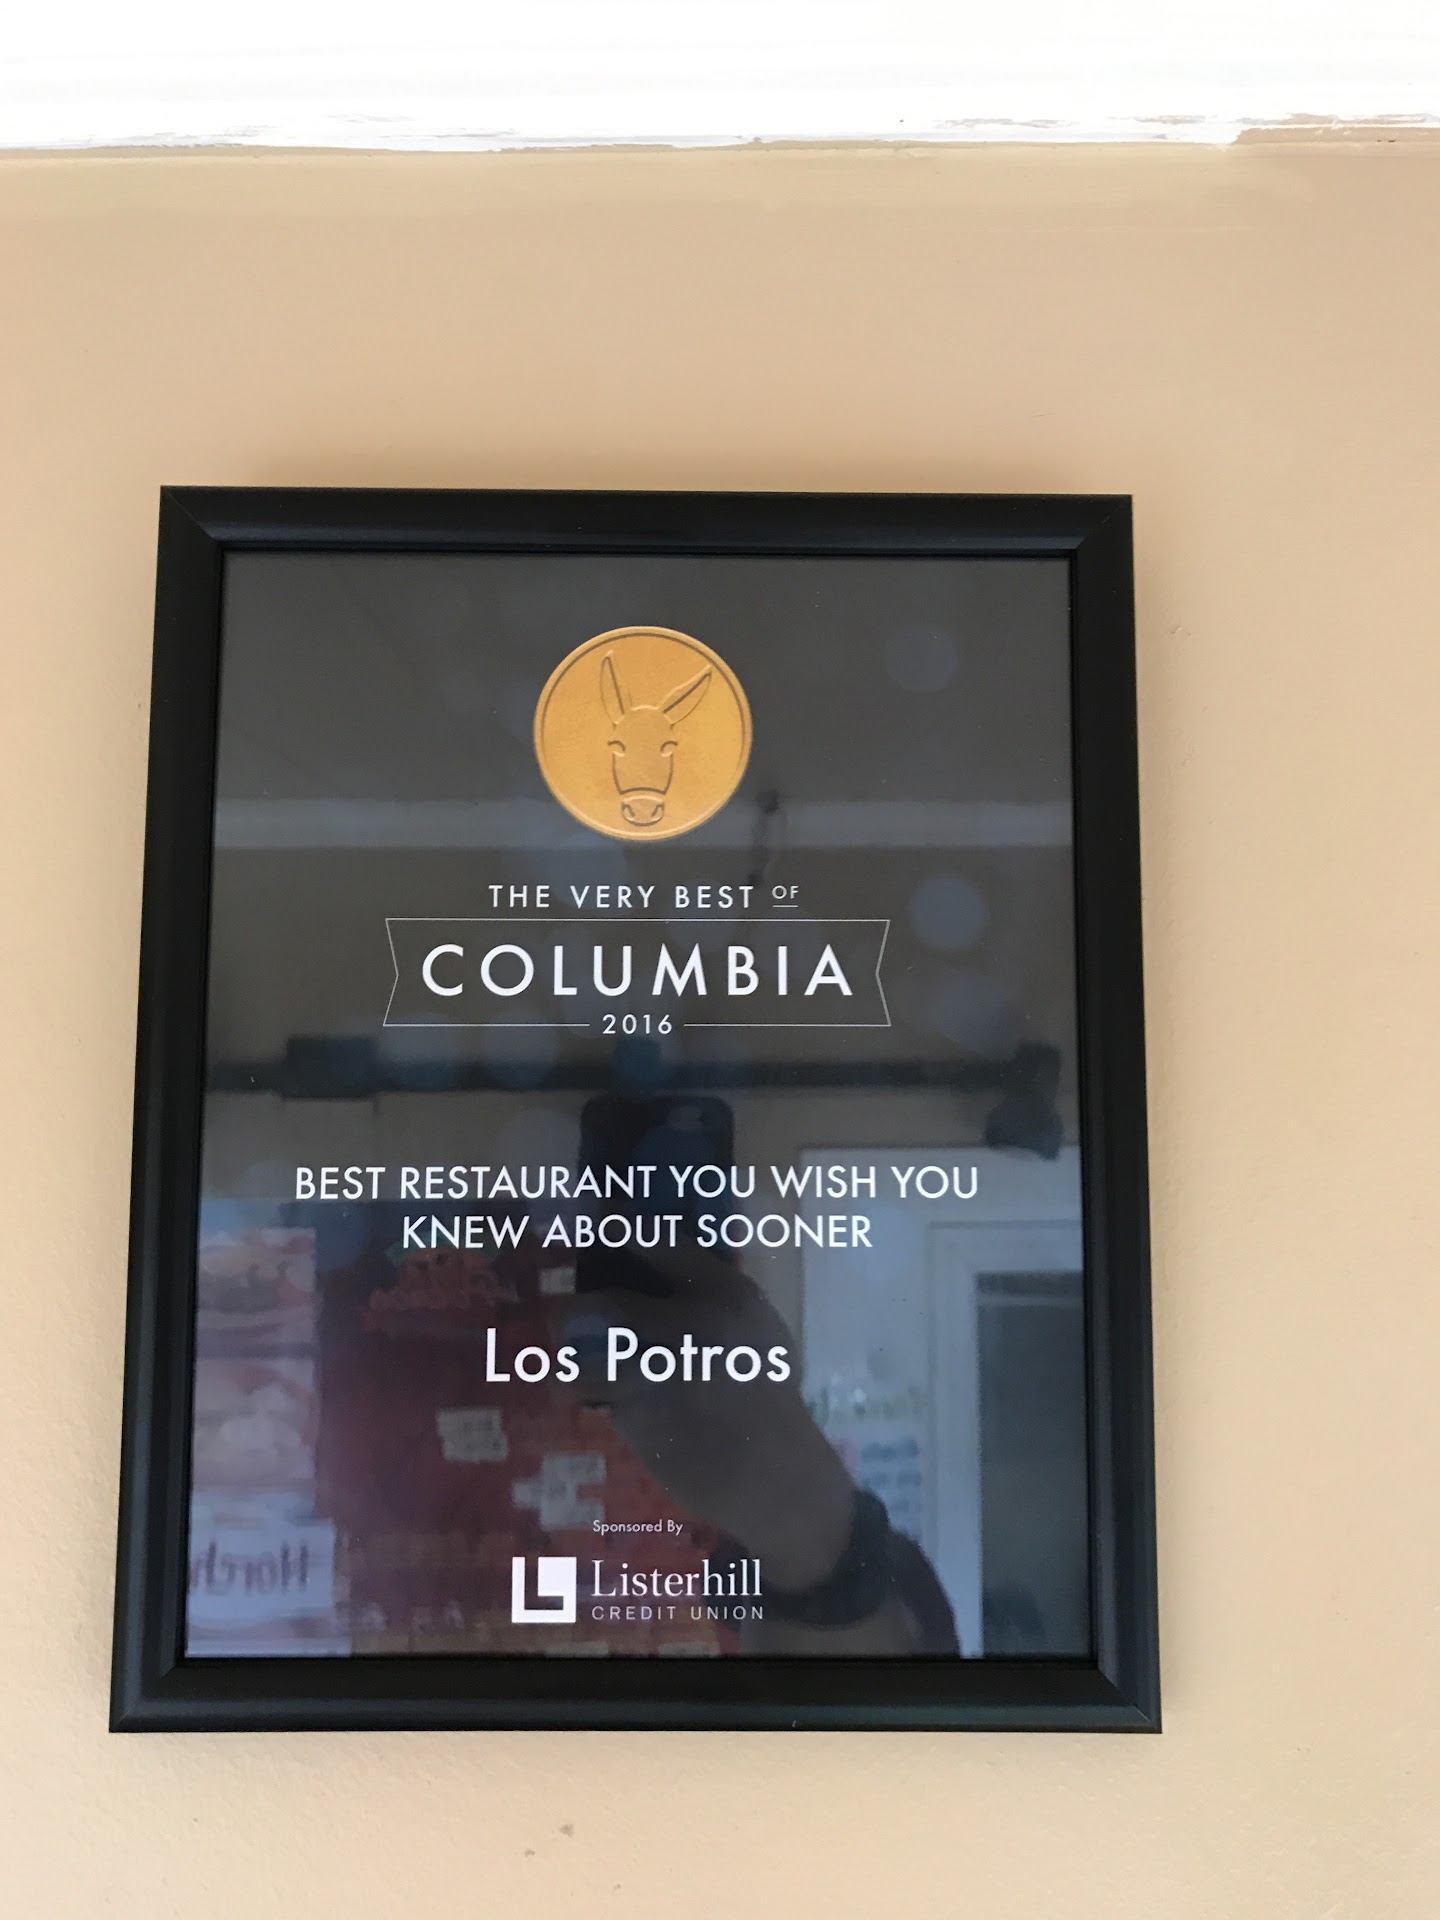 THE VERY BEST OF
COLUMBIA
2016
BEST RESTAURANT YOU WISH YOU
KNEW ABOUT SOONER
Los Potros
Sponsored By
Listerhill
CREDIT UNION